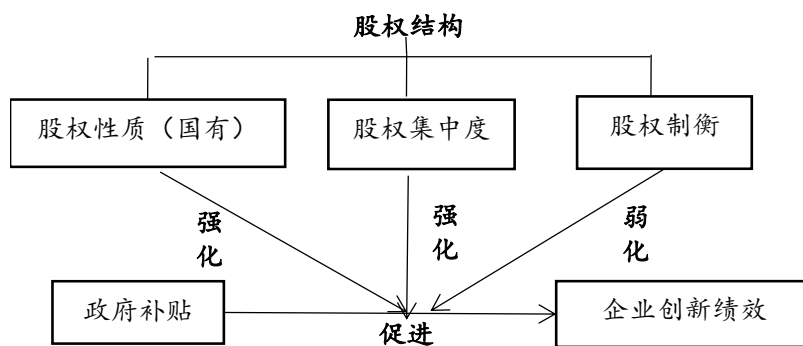 股权结构
股权性质（国有）
股权集中度
股权制衡
强
化
强
化
弱
化
政府补贴
促进
企业创新绩效